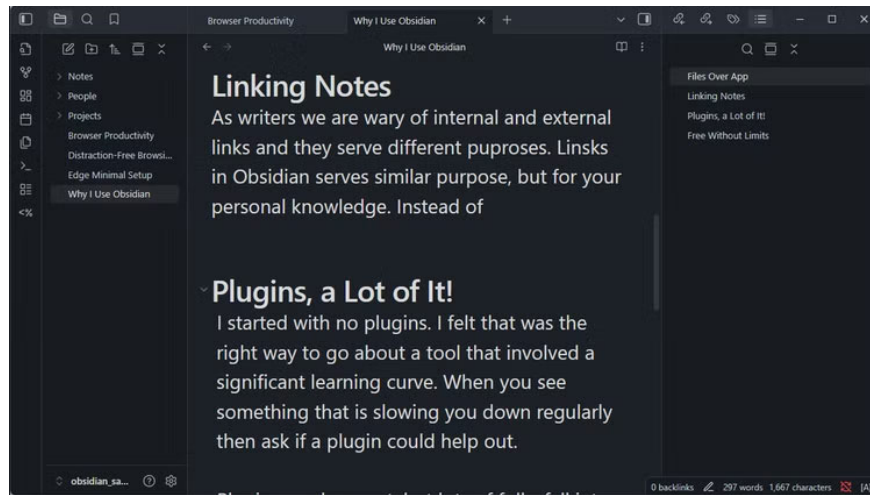 Browser Productivity
Why I Use Obsidian
Why I Use Obsidian
Notes
People
Projects
Browser Productivity
Distraction-Free Browsi...
Edge Minimal Setup
Why I Use Obsidian
obsidian_sa...
Linking Notes
As writers we are wary of internal and external
links and they serve different puproses. Linsks
in Obsidian serves similar purpose, but for your
personal knowledge. Instead of
Plugins, a Lot of It!
I started with no plugins. I felt that was the
right way to go about a tool that involved a
significant learning curve. When you see
something that is slowing you down regularly
then ask if a plugin could help out.
Files Over App
Linking Notes
Plugins, a Lot of It!
Free Without Limits
0 backlinks 297 words 1,667 characters